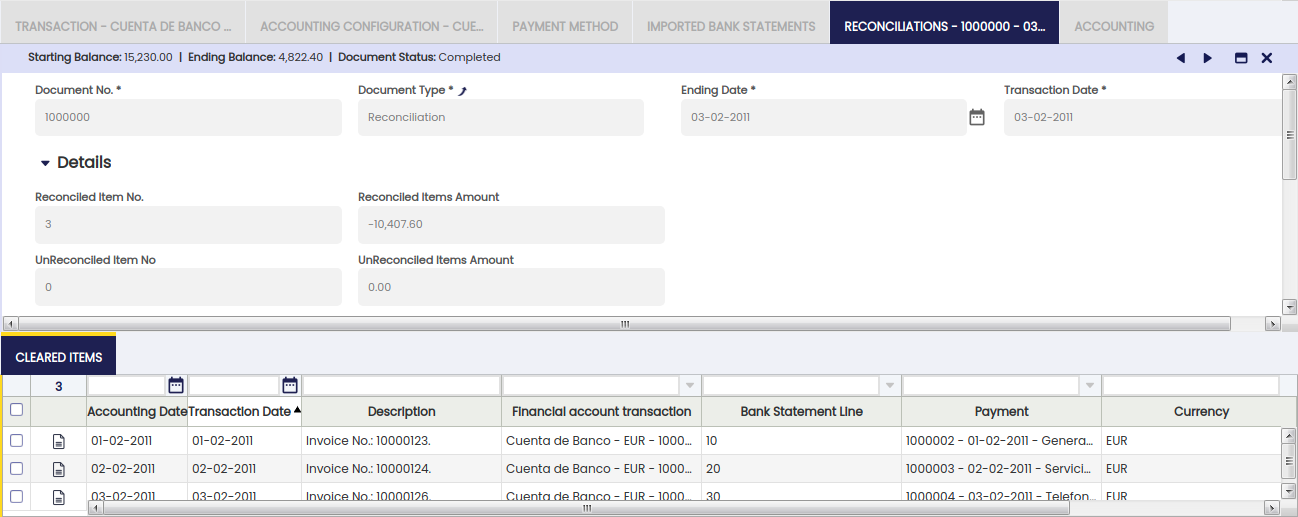 TRANSACTION - CUENTA DE BANCO ... ACCOUNTING CONFIGURATION - CUE... PAYMENT METHOD IMPORTED BANK STATEMENTS RECONCILIATIONS - 1000000 - 03... ACCOUNTING
Starting Balance: 15,230.00 | Ending Balance: 4,822.40 | Document Status: Completed
Document No. * Document Type * Ending Date * Transaction Date *
1000000 Reconciliation 03-02-2011 03-02-2011
Details
Reconciled Item No. Reconciled Items Amount
3 -10,407.60
UnReconciled Item No UnReconciled Items Amount
0 0.00
CLEARED ITEMS
3
Accounting Date Transaction Date Description Financial account transaction Bank Statement Line Payment Currency
01-02-2011 01-02-2011 Invoice No.: 10000123. Cuenta de Banco - EUR - 1000... 10 1000002 - 01-02-2011 - Genera... EUR
02-02-2011 02-02-2011 Invoice No.: 10000124. Cuenta de Banco - EUR - 1000... 20 1000003 - 02-02-2011 - Servici... EUR
03-02-2011 03-02-2011 Invoice No.: 10000126. Cuenta de Banco - EUR - 1000... 30 1000004 - 03-02-2011 - Telefon... EUR